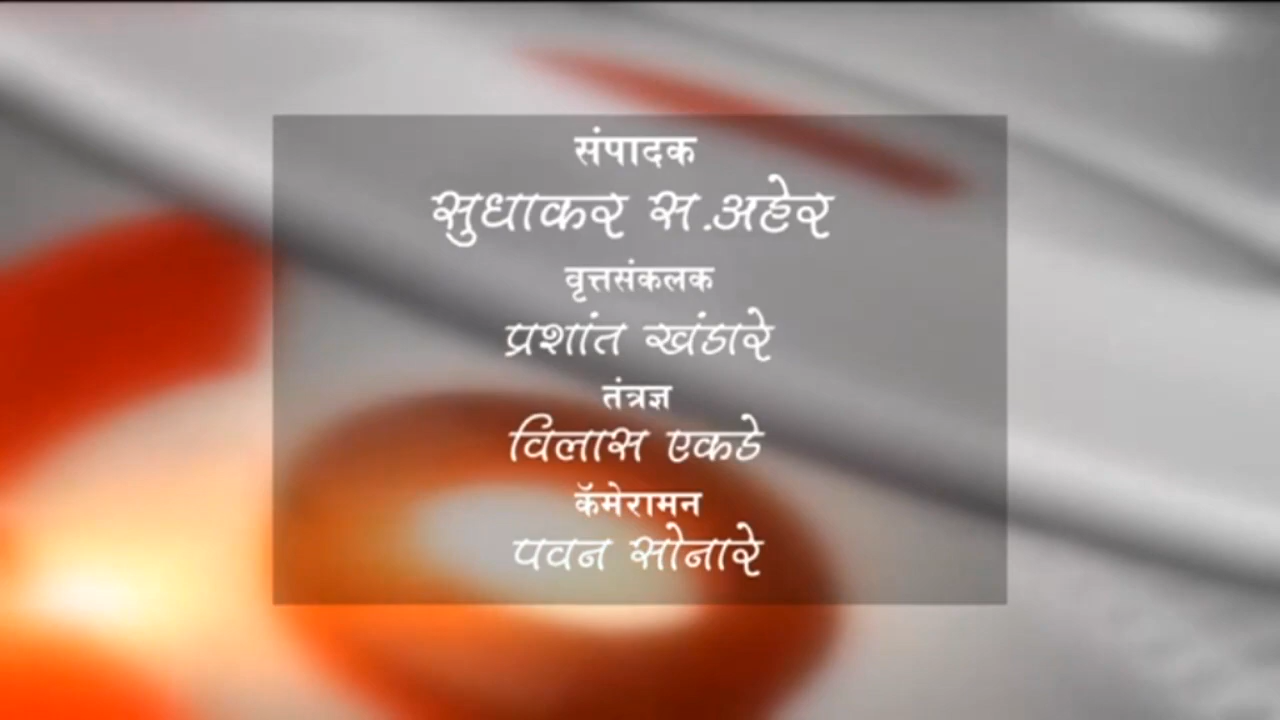 संपादक
सुधाकर स.अहेर
वृत्तसंकलक
प्रशांत खंडारे
तंत्रज्ञ
विलास एकडे
कॅमेरामन
पवन सोनारे